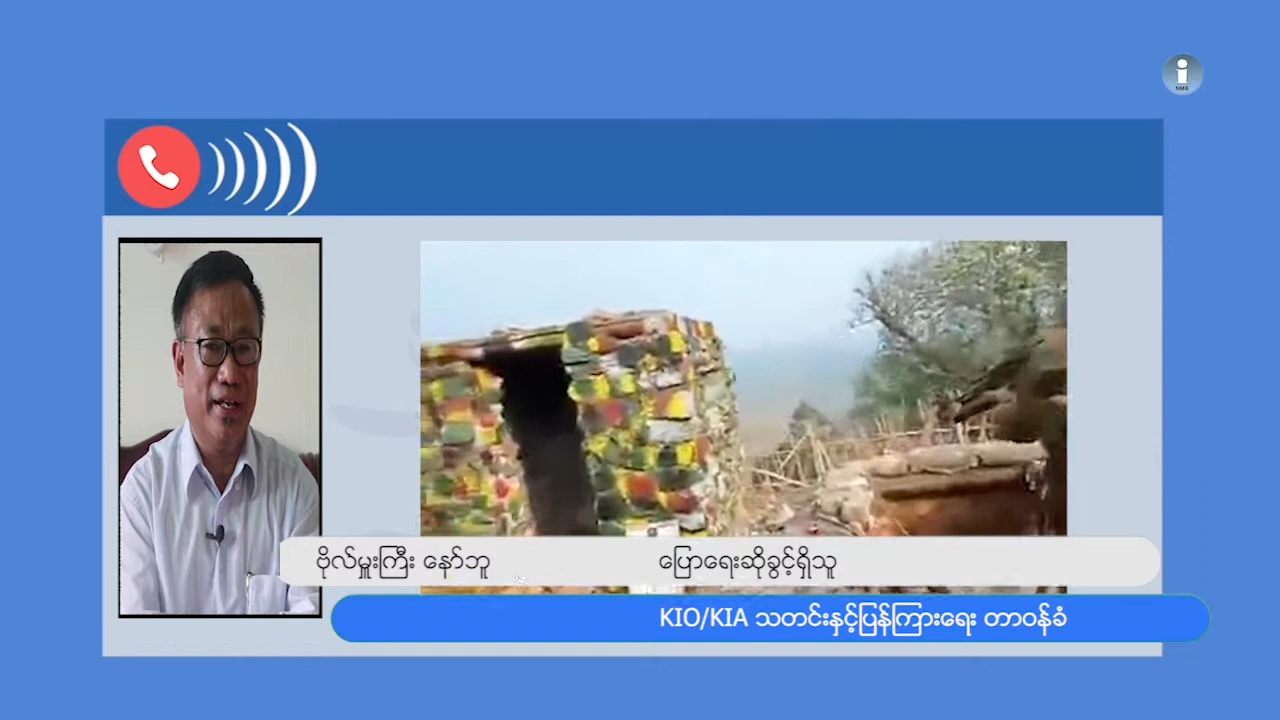 NMG
ဗိုလ်မှူးကြီး နော်ဘူ ပြောရေးဆိုခွင့်ရှိသူ
KIO/KIA သတင်းနှင့်ပြန်ကြားရေး တာဝန်ခံ